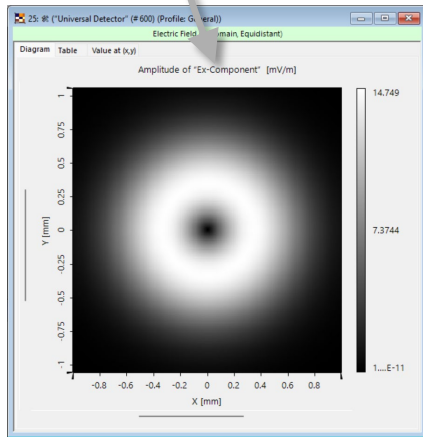 25: ("Universal Detector" (# 600) (Profile: General))
Electric Field main, Equidistant)
Diagram Table Value at (x,y)
Amplitude of "Ex-Component" [mV/m]
14.749
7.3744
1....E-11
Y [mm]
1
0.75
0.5
0.25
0
-0.25
-0.5
-0.75
-1
-0.8 -0.6 -0.4 -0.2 0 0.2 0.4 0.6 0.8
X [mm]